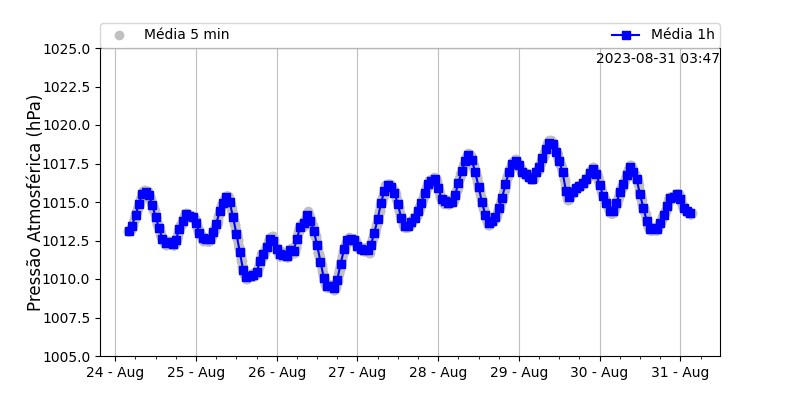 Média 5 min
Média 1h
2023-08-31 03:47
Pressão Atmosférica (hPa)
1025.0
1022.5
1020.0
1017.5
1015.0
1012.5
1010.0
1007.5
1005.0
24 - Aug
25 - Aug
26 - Aug
27 - Aug
28 - Aug
29 - Aug
30 - Aug
31 - Aug